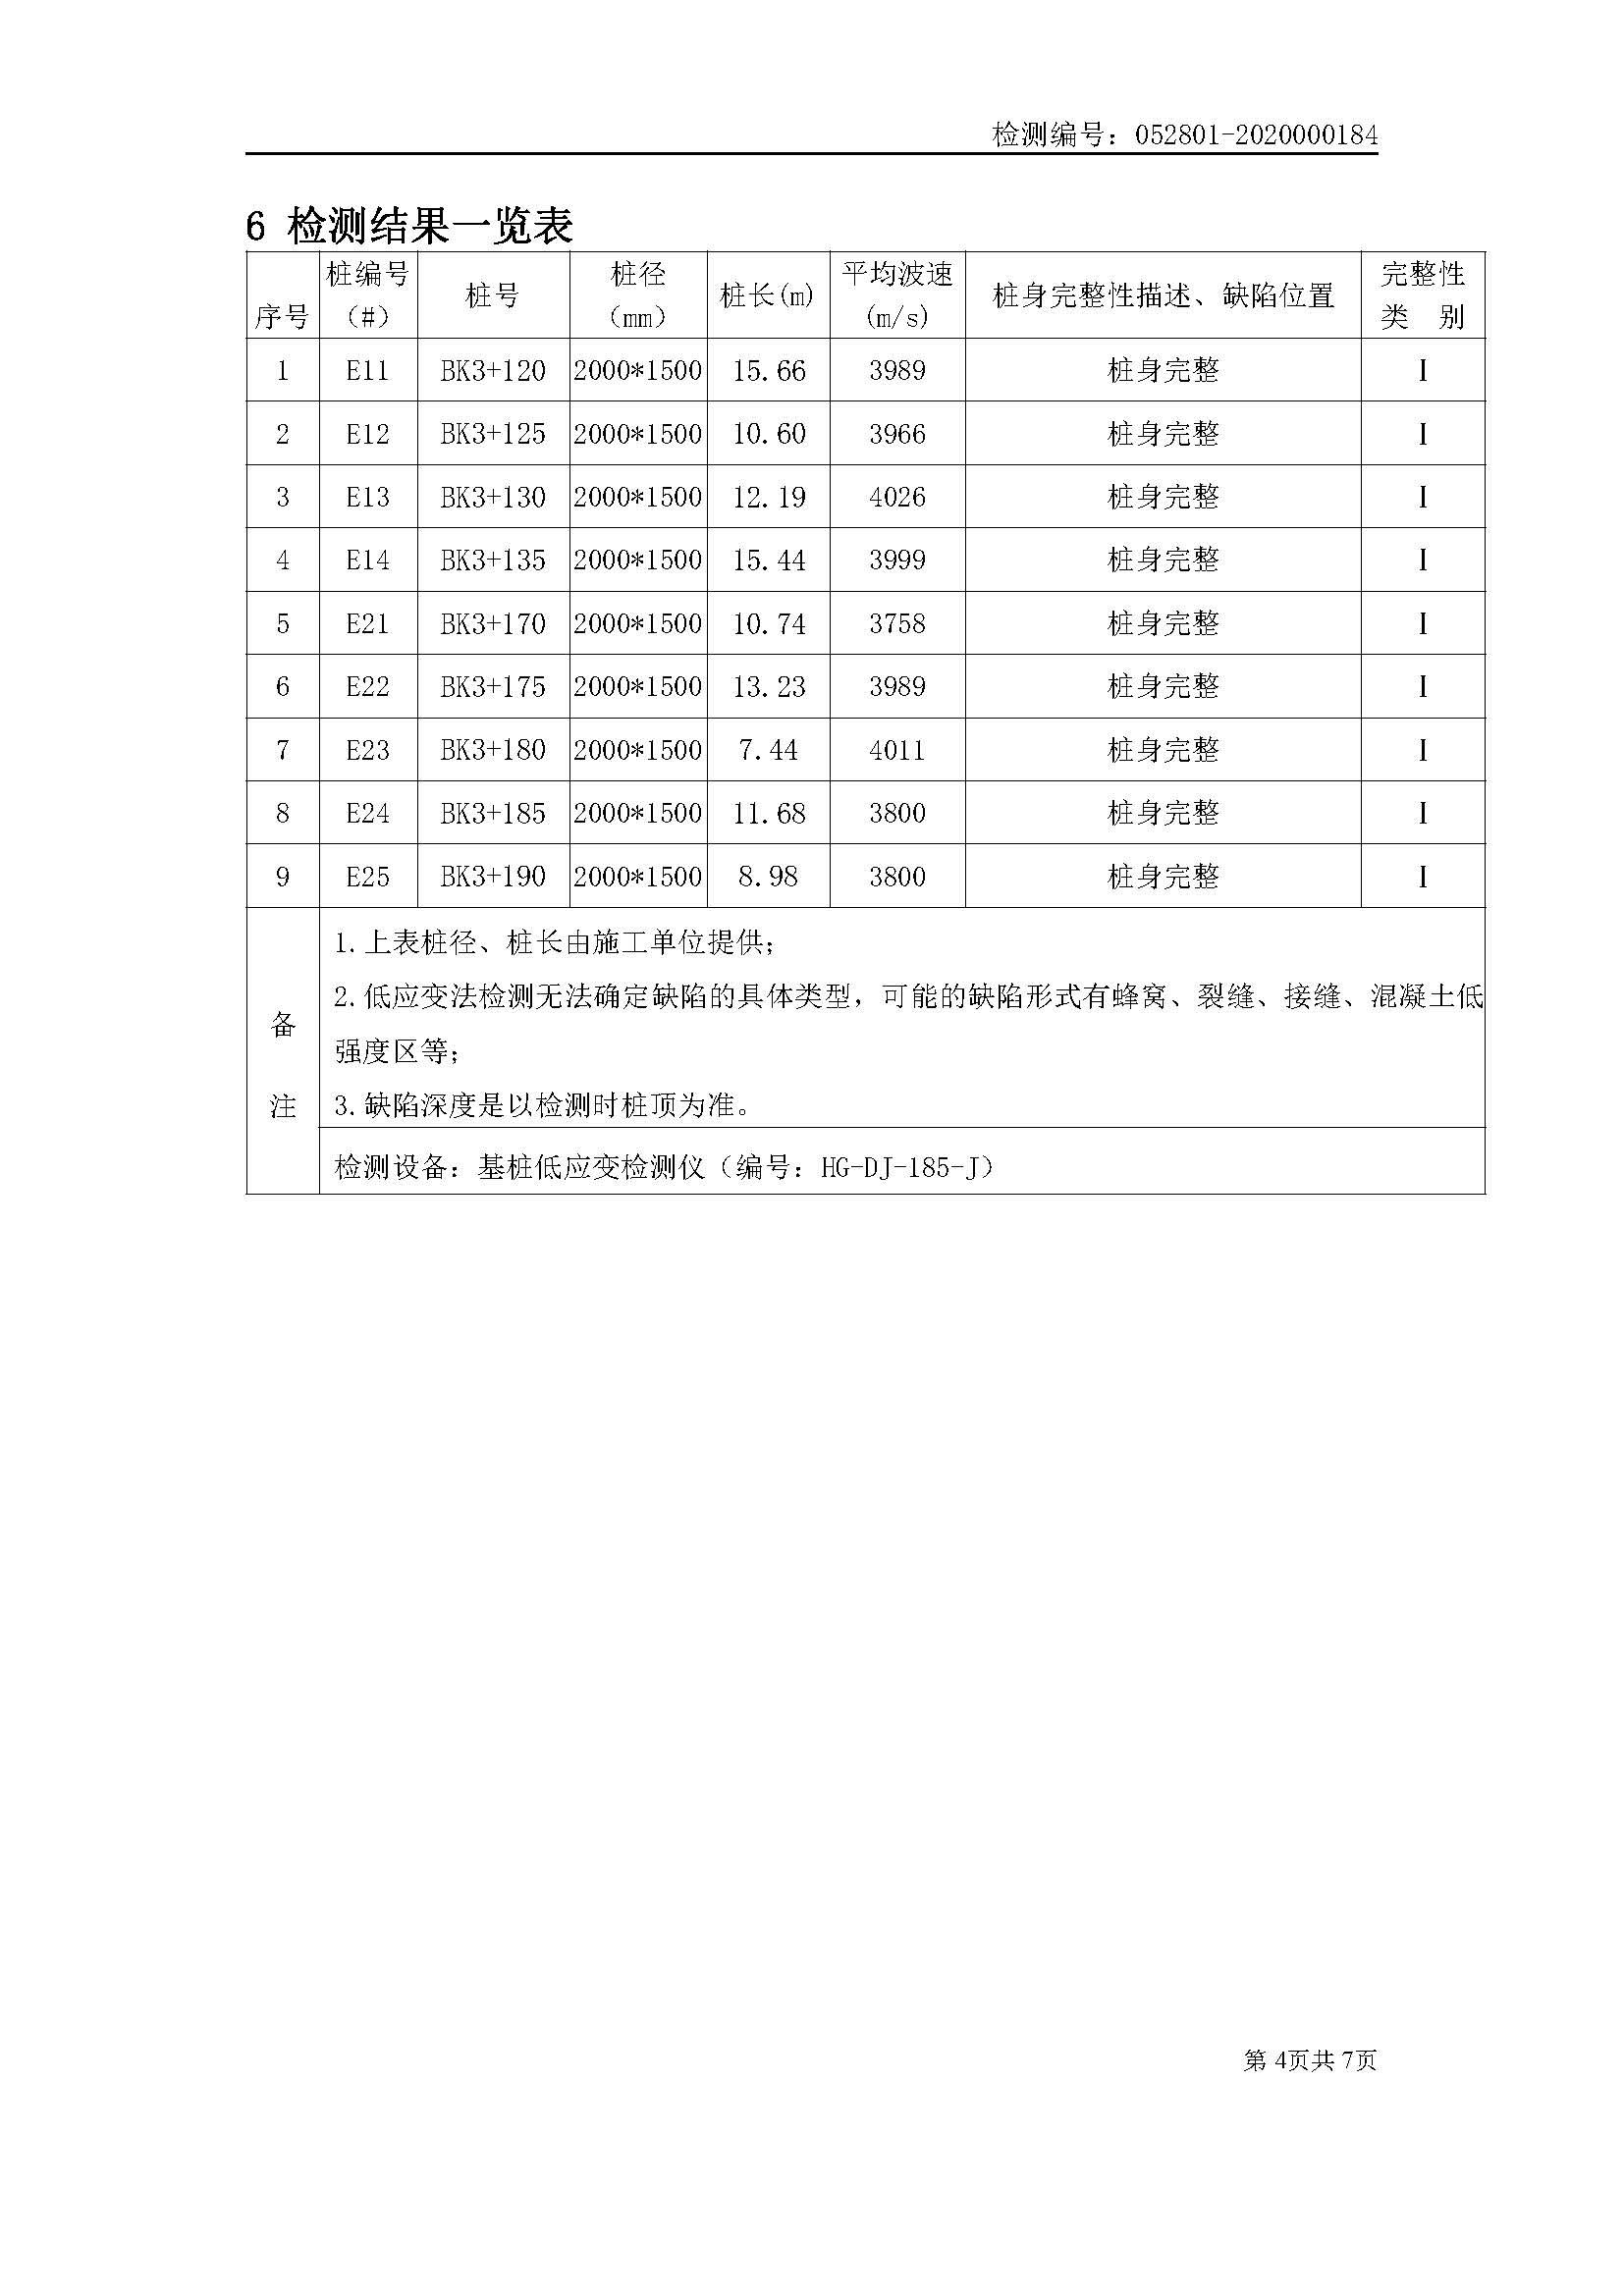 检测编号：052801-2020000184
6 检测结果一览表
序号 桩编号（#） 桩号 桩径（mm） 桩长(m) 平均波速(m/s) 桩身完整性描述、缺陷位置 完整性类 别
1 E11 BK3+120 2000*1500 15.66 3989 桩身完整 I
2 E12 BK3+125 2000*1500 10.60 3966 桩身完整 I
3 E13 BK3+130 2000*1500 12.19 4026 桩身完整 I
4 E14 BK3+135 2000*1500 15.44 3999 桩身完整 I
5 E21 BK3+170 2000*1500 10.74 3758 桩身完整 I
6 E22 BK3+175 2000*1500 13.23 3989 桩身完整 I
7 E23 BK3+180 2000*1500 7.44 4011 桩身完整 I
8 E24 BK3+185 2000*1500 11.68 3800 桩身完整 I
9 E25 BK3+190 2000*1500 8.98 3800 桩身完整 I
备注
1.上表桩径、桩长由施工单位提供；
2.低应变法检测无法确定缺陷的具体类型，可能的缺陷形式有蜂窝、裂缝、接缝、混凝土低
强度区等；
3.缺陷深度是以检测时桩顶为准。
检测设备：基桩低应变检测仪（编号：HG-DJ-185-J）
第 4页共 7页